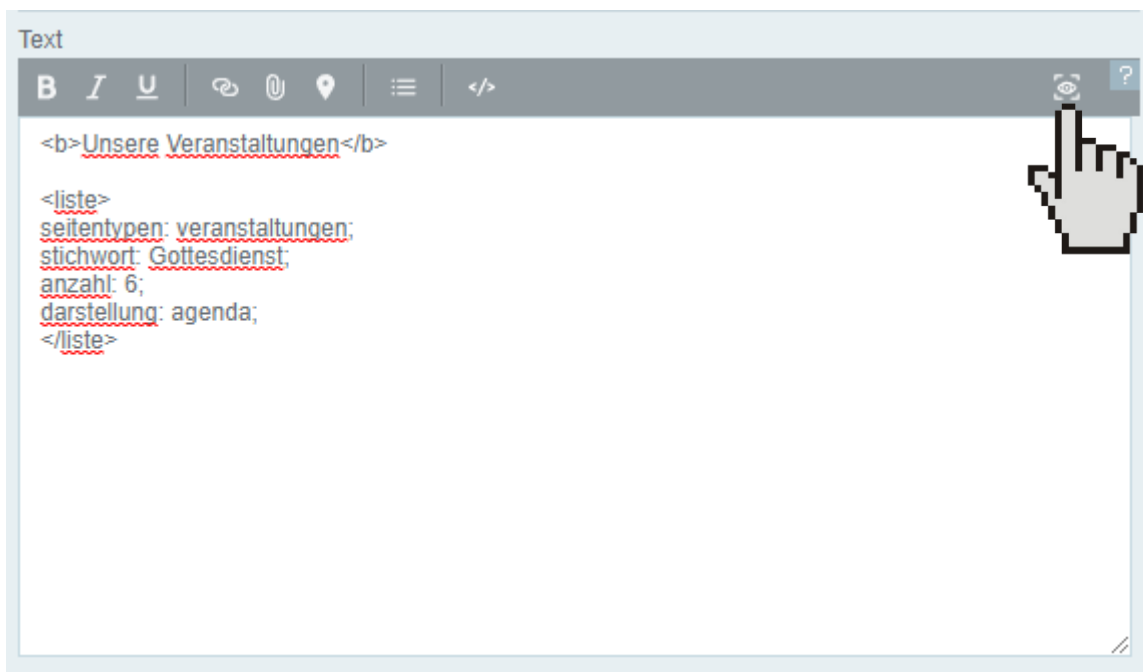 Text
B I U </> ?
<b>Unsere Veranstaltungen</b>
<liste>
seitentypen: veranstaltungen;
stichwort: Gottesdienst;
anzahl: 6;
darstellung: agenda;
</liste>